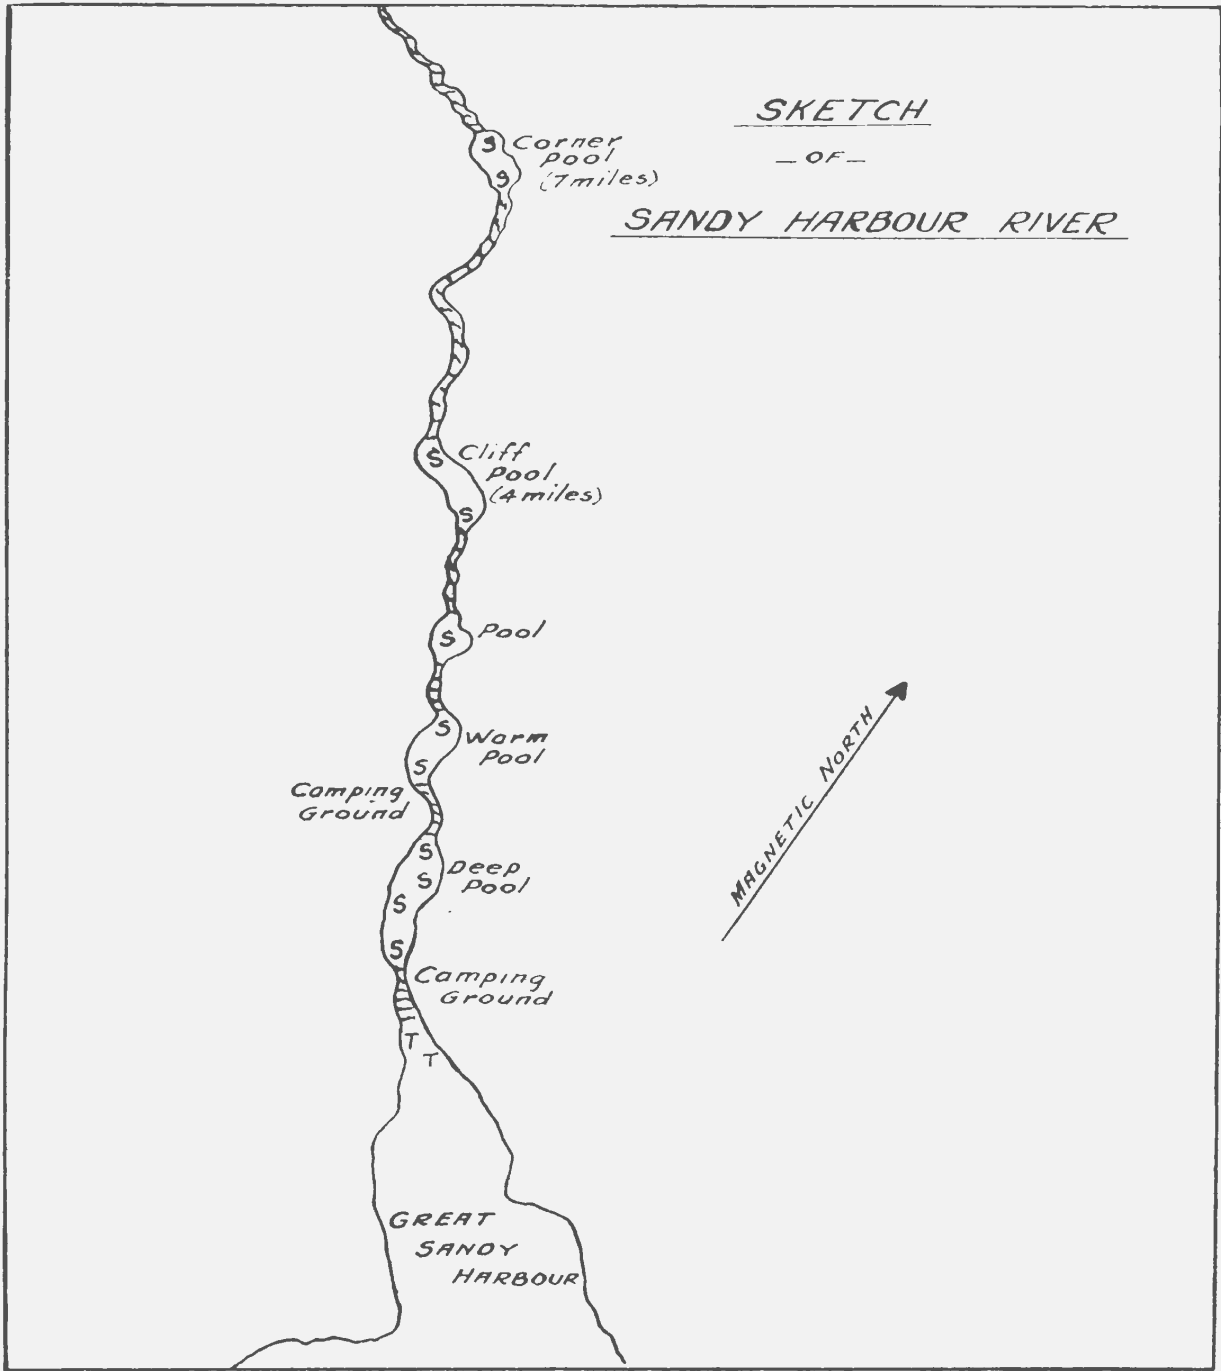 SKETCH
— OF —
SANDY HARBOUR RIVER
S
Corner
Pool
(7 miles)
S
S
Cliff
Pool
(4 miles)
S
S
Pool
S
Warm
Pool
S
Camping
Ground
S
Deep
Pool
S
S
S
Camping
Ground
T
T
MAGNETIC NORTH
GREAT
SANDY
HARBOUR